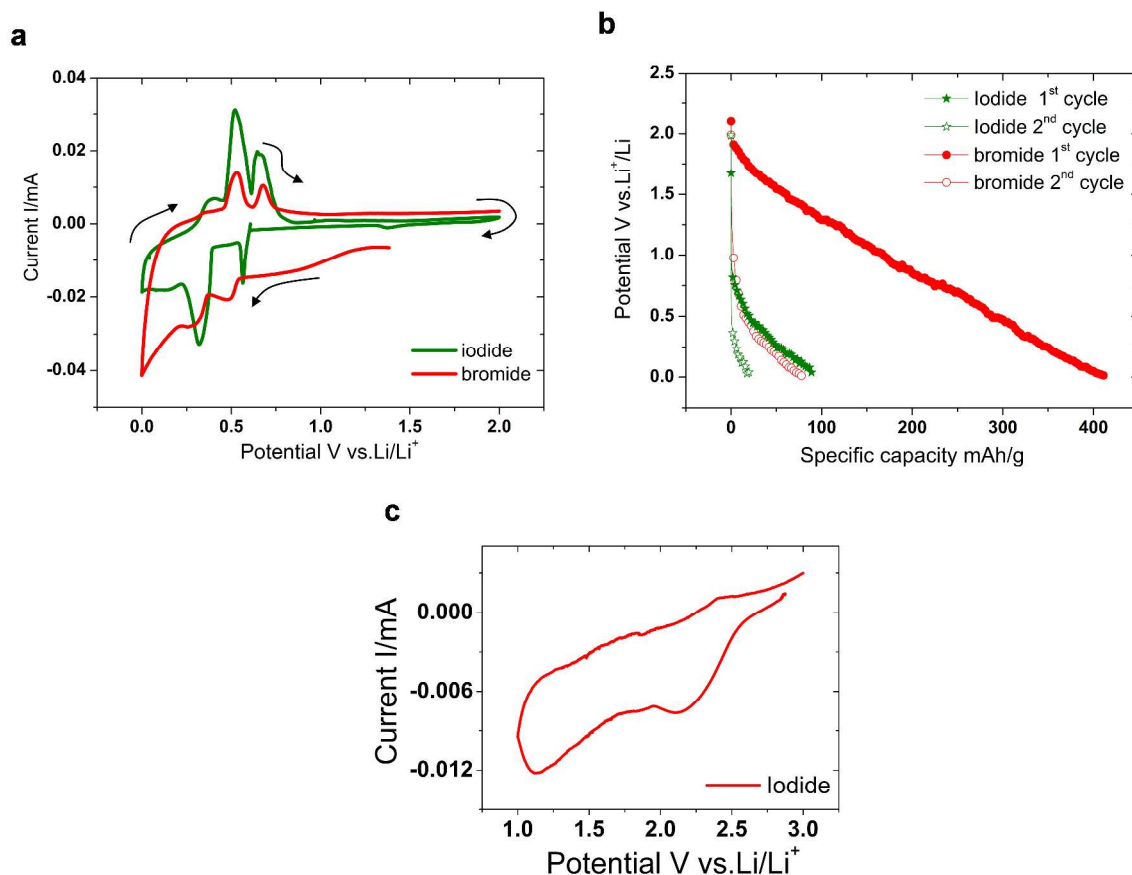 a
0.04
0.02
0.00
-0.02
-0.04
Current I/mA
0.0 0.5 1.0 1.5 2.0
Potential V vs.Li/Li⁺
iodide
bromide
b
2.5
2.0
1.5
1.0
0.5
0.0
Potential V vs.Li⁺/Li
0 100 200 300 400
Specific capacity mAh/g
Iodide 1ˢᵗ cycle
Iodide 2ⁿᵈ cycle
bromide 1ˢᵗ cycle
bromide 2ⁿᵈ cycle
c
0.000
-0.006
-0.012
Current I/mA
1.0 1.5 2.0 2.5 3.0
Potential V vs.Li/Li⁺
Iodide